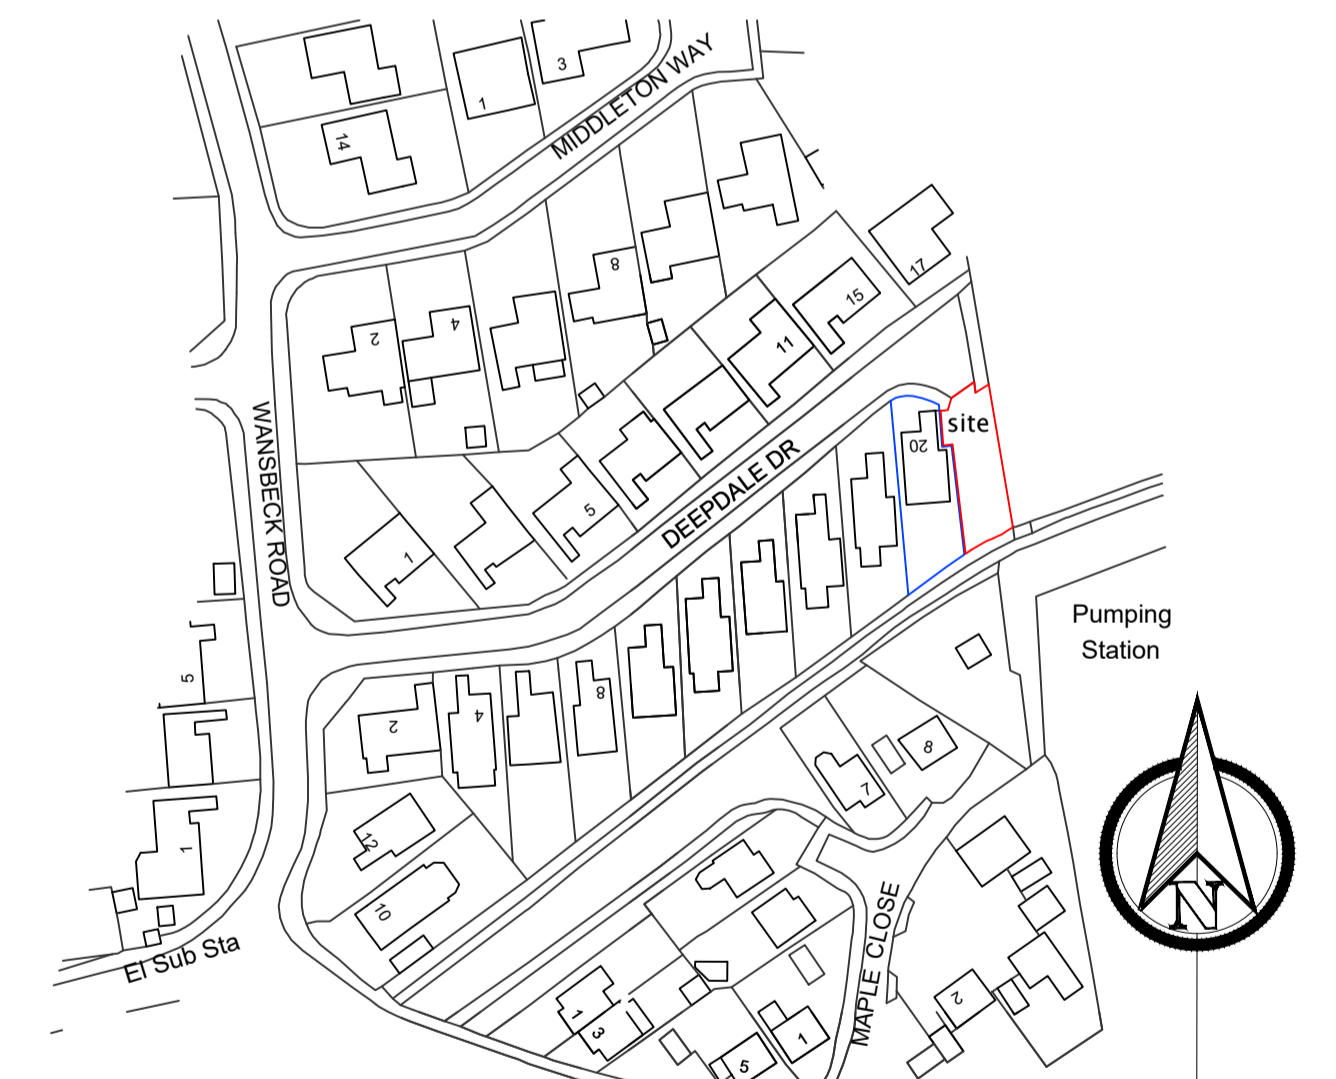 3
1
MIDDLETON WAY
14
8
17
15
2
4
11
site
20
WANSBECK ROAD
DEEPDALE DR
5
1
Pumping
Station
5
2
4
8
8
7
12
1
10
N
El Sub Sta
MAPLE CLOSE
2
1
3
1
5